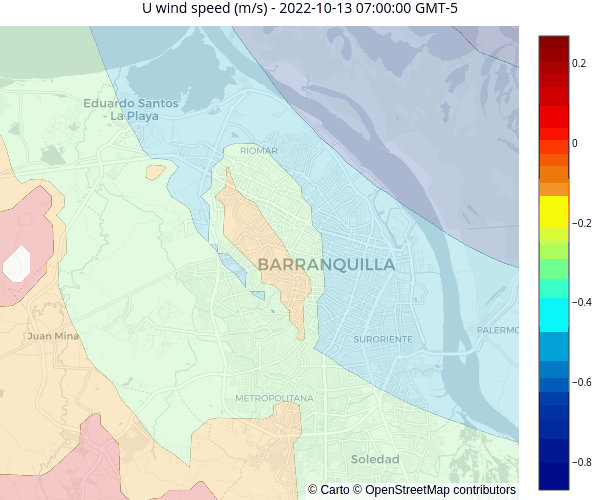 U wind speed (m/s) - 2022-10-13 07:00:00 GMT-5
0.2
Eduardo Santos
- La Playa
RIOMAR
0
−0.2
BARRANQUILLA
−0.4
Juan Mina
SURORIENTE
PALERMO
−0.6
METROPOLITANA
Soledad
−0.8
© Carto © OpenStreetMap contributors